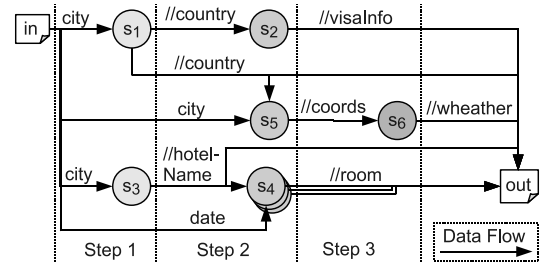 in
city
s1
//country
s2
//visaInfo
//country
city
s5
//coords
s6
//wheather
city
s3
//hotel-
Name
s4
//room
out
date
Step 1
Step 2
Step 3
Data Flow